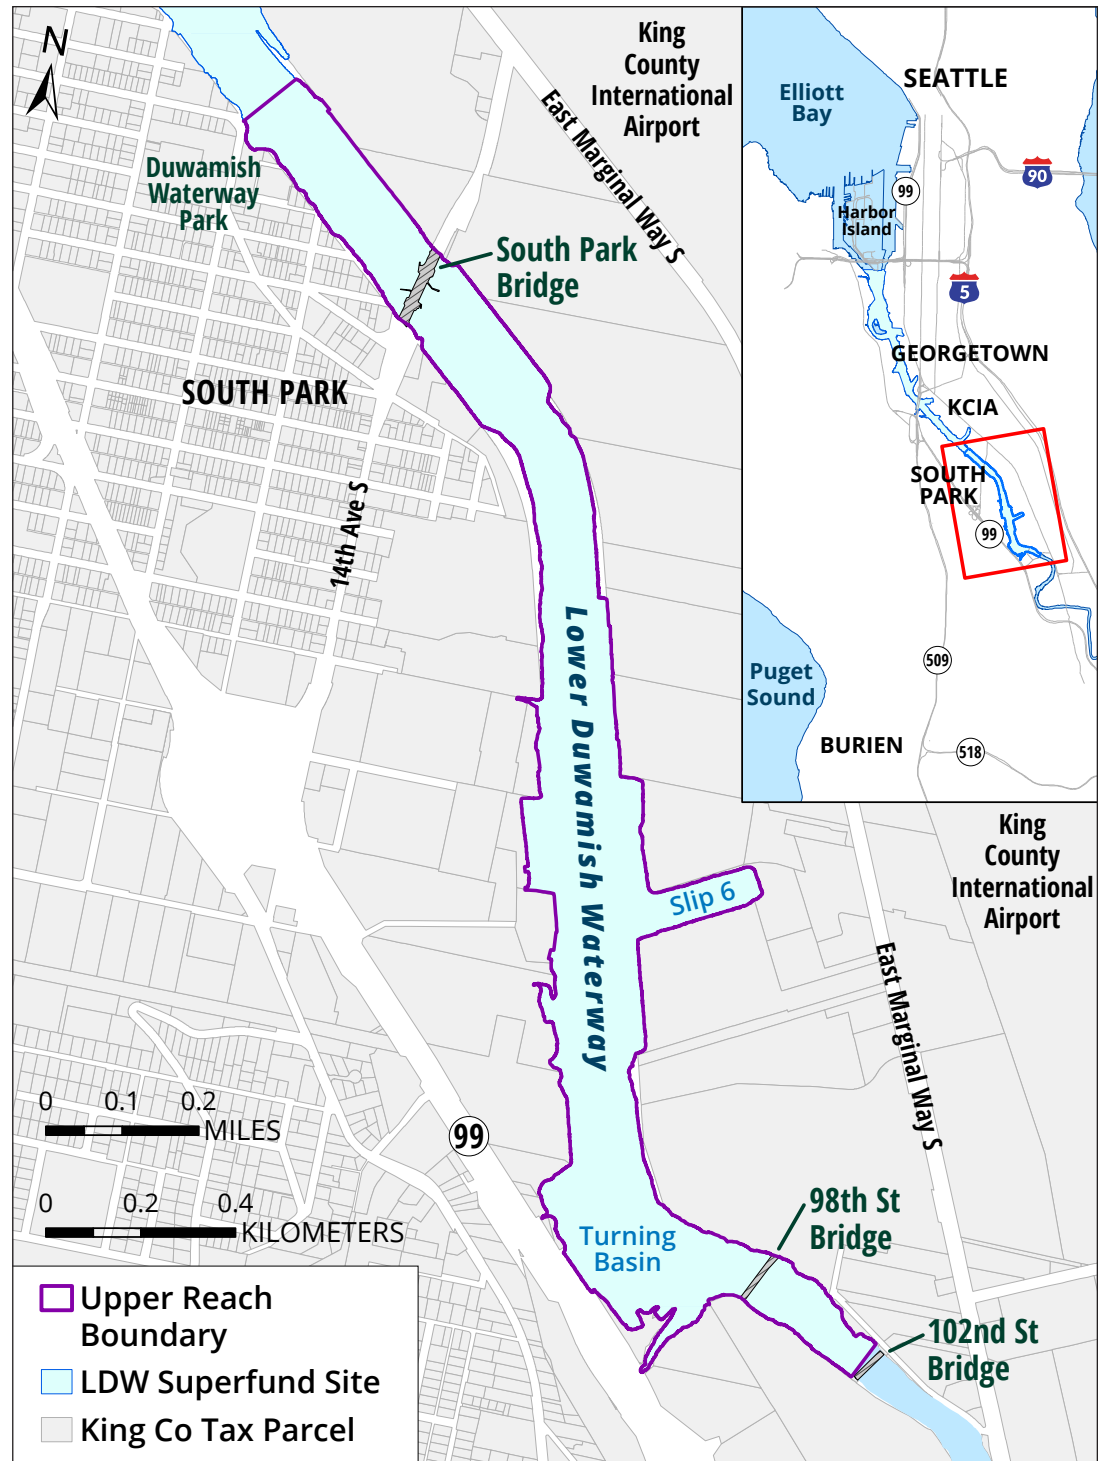 N
King
County
International
Airport
East Marginal Way S
Duwamish
Waterway
Park
South Park
Bridge
SOUTH PARK
14th Ave S
Lower Duwamish Waterway
Slip 6
King
County
International
Airport
East Marginal Way S
99
0 0.1 0.2
MILES
0 0.2 0.4
KILOMETERS
Turning
Basin
98th St
Bridge
102nd St
Bridge
Upper Reach
Boundary
LDW Superfund Site
King Co Tax Parcel
SEATTLE
Elliott
Bay
90
99
Harbor
Island
5
GEORGETOWN
KCIA
SOUTH
PARK
99
509
Puget
Sound
BURIEN
518